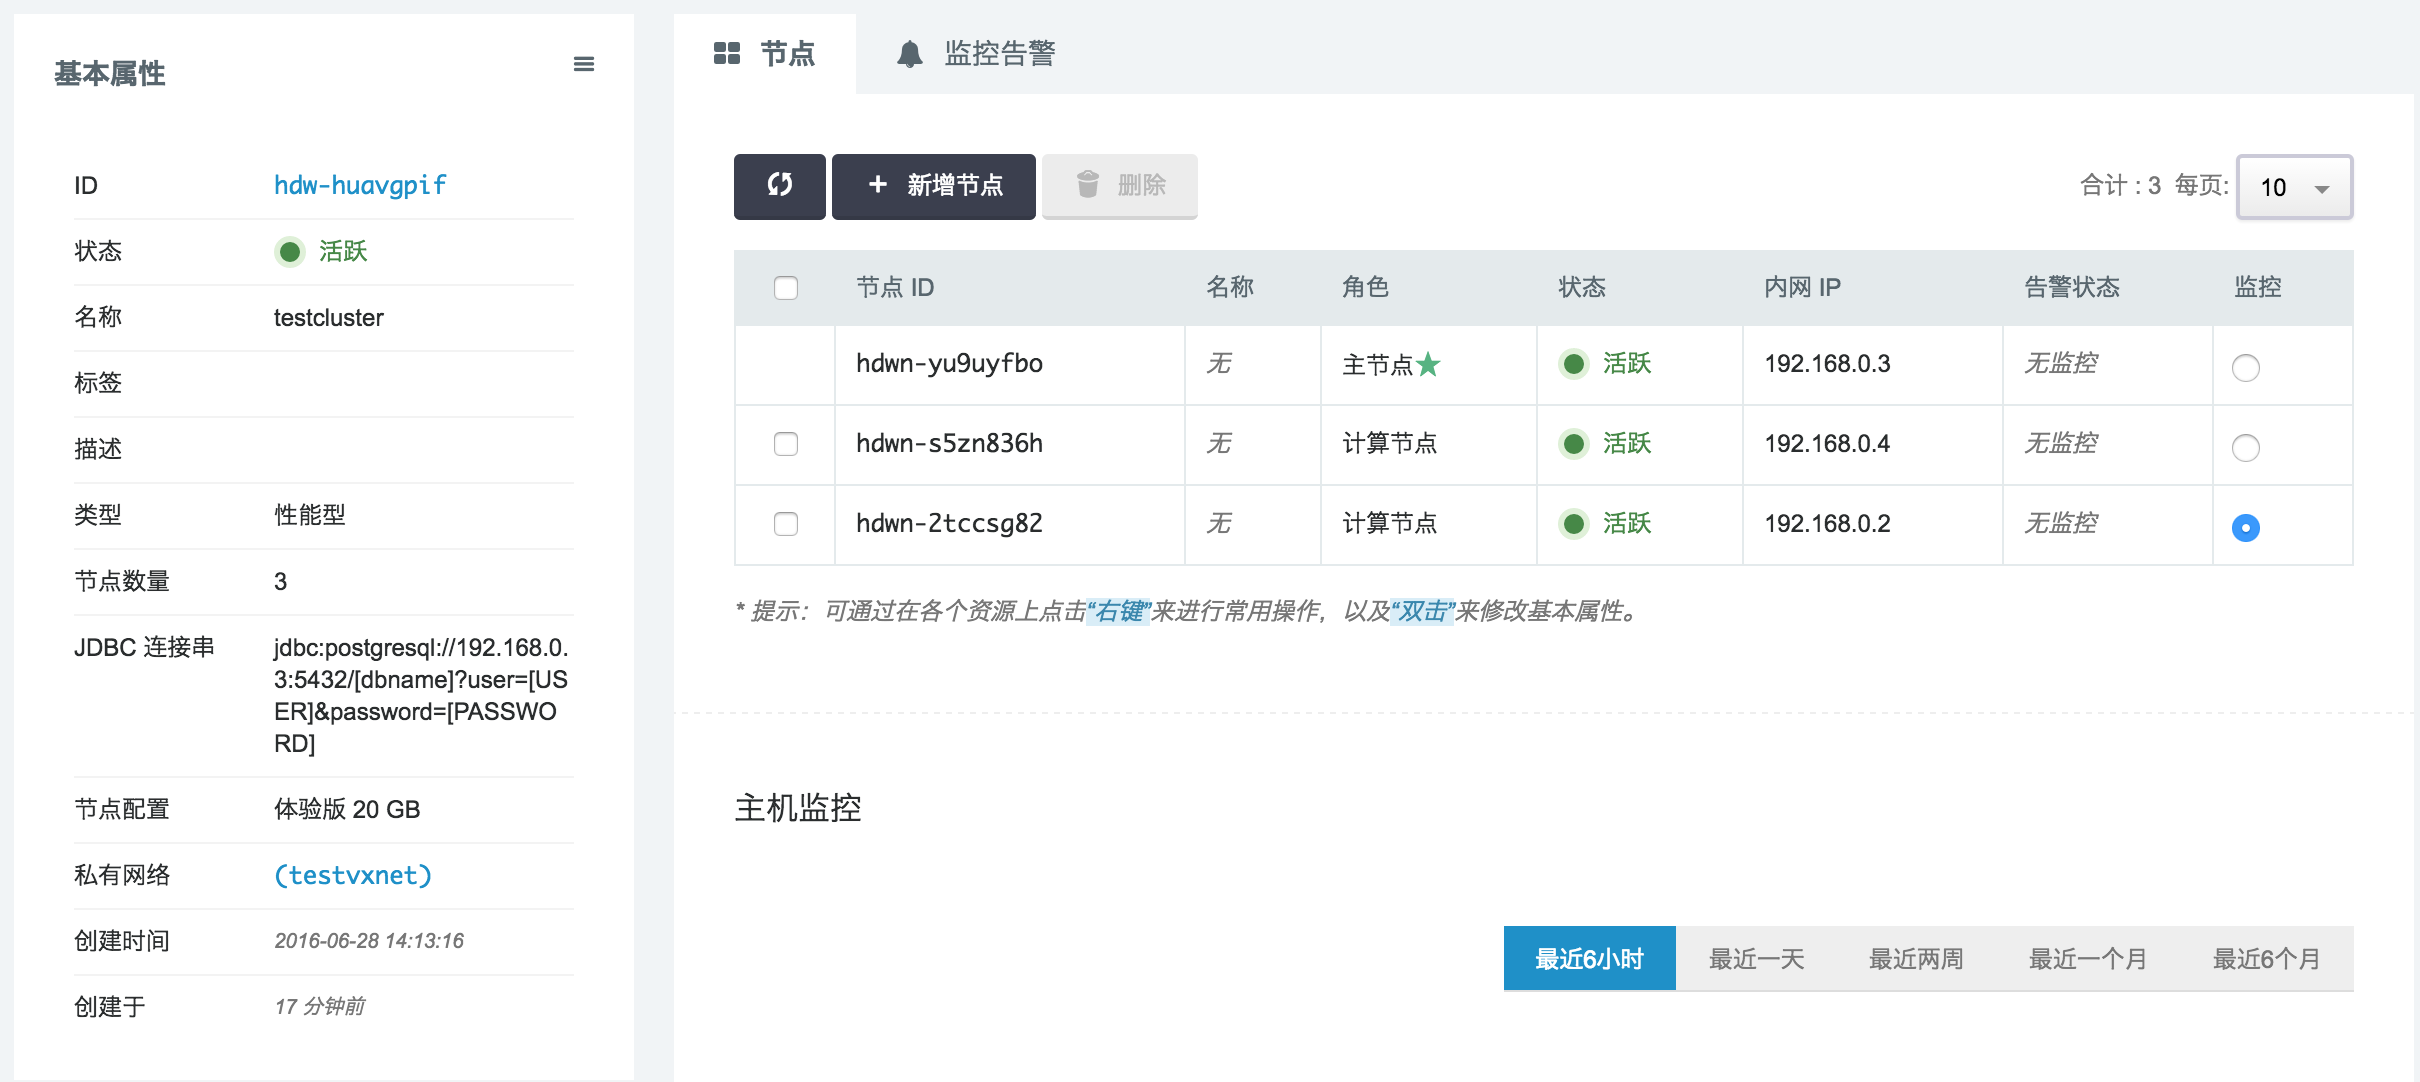 基本属性
ID hdw-huavgpif
状态 活跃
名称 testcluster
标签
描述
类型 性能型
节点数量 3
JDBC 连接串 jdbc:postgresql://192.168.0.
3:5432/[dbname]?user=[US
ER]&password=[PASSWO
RD]
节点配置 体验版 20 GB
私有网络 (testvxnet)
创建时间 2016-06-28 14:13:16
创建于 17 分钟前
节点 监控告警
+ 新增节点 删除 合计 : 3 每页: 10
节点 ID 名称 角色 状态 内网 IP 告警状态 监控
hdwn-yu9uyfbo 无 主节点★ 活跃 192.168.0.3 无监控
hdwn-s5zn836h 无 计算节点 活跃 192.168.0.4 无监控
hdwn-2tccsg82 无 计算节点 活跃 192.168.0.2 无监控
* 提示：可通过在各个资源上点击“右键”来进行常用操作，以及“双击”来修改基本属性。
主机监控
最近6小时 最近一天 最近两周 最近一个月 最近6个月